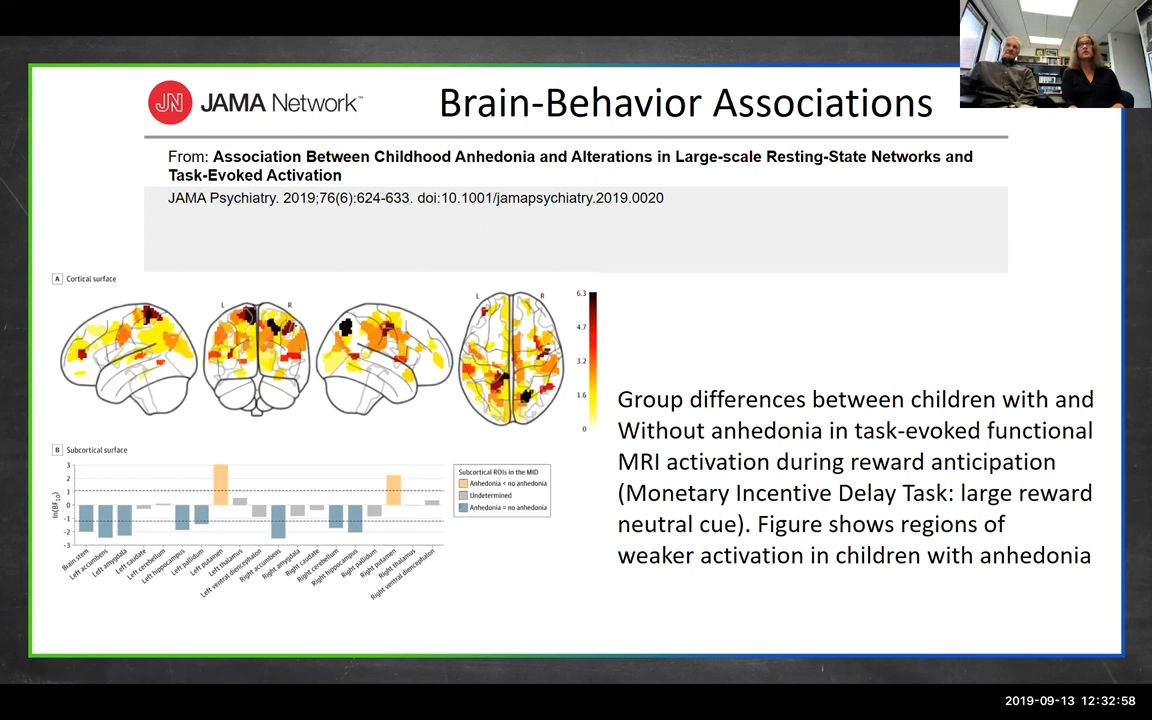 JN JAMA Network™
Brain-Behavior Associations
From: Association Between Childhood Anhedonia and Alterations in Large-scale Resting-State Networks and
Task-Evoked Activation
JAMA Psychiatry. 2019;76(6):624-633. doi:10.1001/jamapsychiatry.2019.0020
A Cortical surface
L R L R
6.3
4.7
3.2
1.6
0
B Subcortical surface
ln(BF10)
3
2
1
0
-1
-2
-3
Brain stem
Left accumbens
Left amygdala
Left caudate
Left cerebellum
Left hippocampus
Left pallidum
Left putamen
Left thalamus
Left ventral diencephalon
Right accumbens
Right amygdala
Right caudate
Right cerebellum
Right hippocampus
Right pallidum
Right putamen
Right thalamus
Right ventral diencephalon
Subcortical ROIs in the MID
Anhedonia < no anhedonia
Undetermined
Anhedonia = no anhedonia
Group differences between children with and
Without anhedonia in task-evoked functional
MRI activation during reward anticipation
(Monetary Incentive Delay Task: large reward
neutral cue). Figure shows regions of
weaker activation in children with anhedonia
2019-09-13 12:32:58